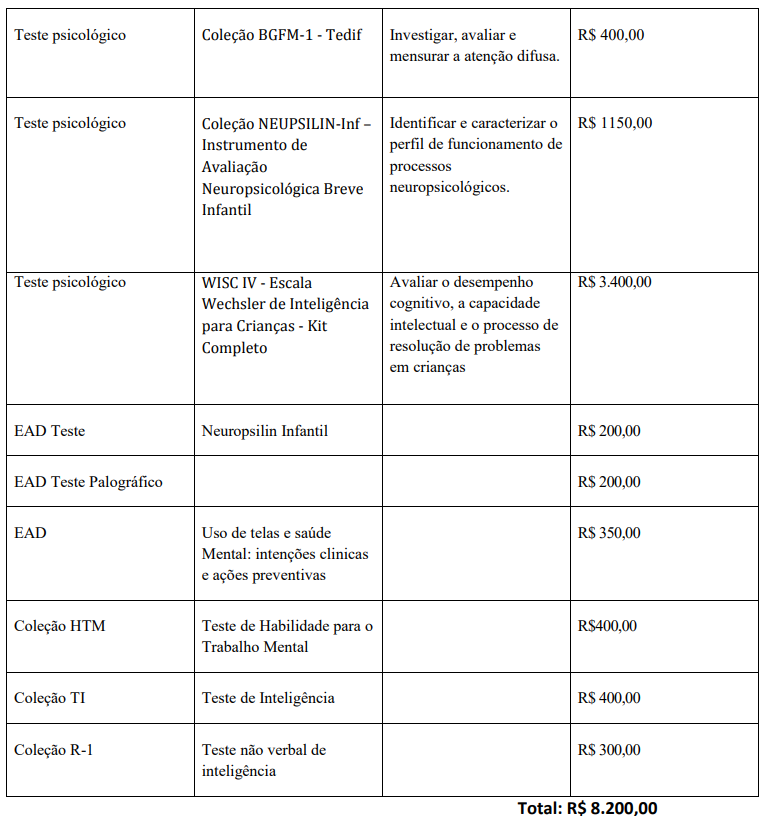 Teste psicológico
Coleção BGFM-1 - Tedif
Investigar, avaliar e
mensurar a atenção difusa.
R$ 400,00
Teste psicológico
Coleção NEUPSILIN-Inf –
Instrumento de
Avaliação
Neuropsicológica Breve
Infantil
Identificar e caracterizar o
perfil de funcionamento de
processos
neuropsicológicos.
R$ 1150,00
Teste psicológico
WISC IV - Escala
Wechsler de Inteligência
para Crianças - Kit
Completo
Avaliar o desempenho
cognitivo, a capacidade
intelectual e o processo de
resolução de problemas
em crianças
R$ 3.400,00
EAD Teste
Neuropsilin Infantil
R$ 200,00
EAD Teste Palográfico
R$ 200,00
EAD
Uso de telas e saúde
Mental: intenções clinicas
e ações preventivas
R$ 350,00
Coleção HTM
Teste de Habilidade para o
Trabalho Mental
R$400,00
Coleção TI
Teste de Inteligência
R$ 400,00
Coleção R-1
Teste não verbal de
inteligência
R$ 300,00
Total: R$ 8.200,00